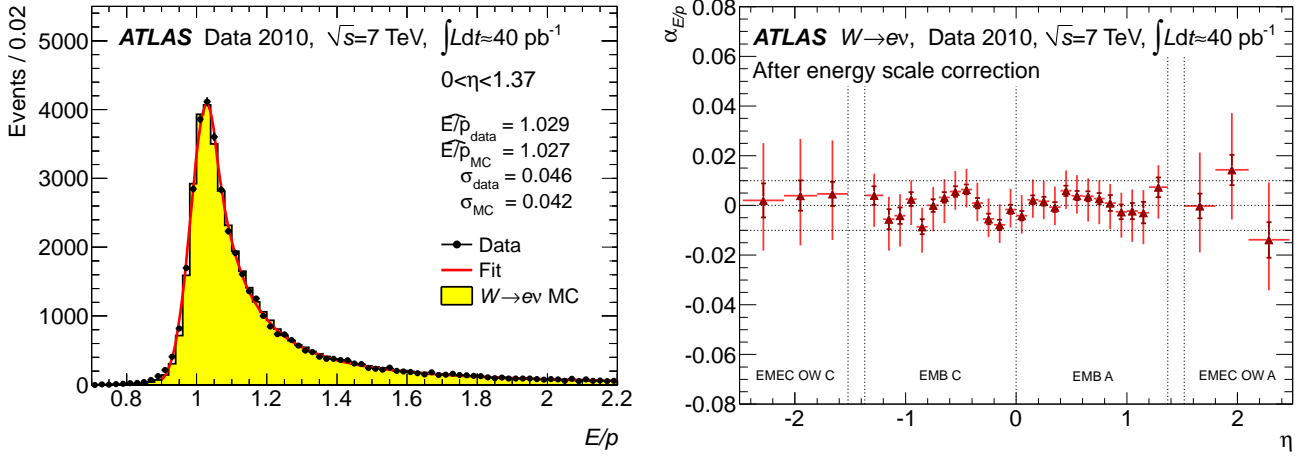 Events / 0.02
5000
4000
3000
2000
1000
0
ATLAS Data 2010, √s=7 TeV, ∫Ldt≈40 pb⁻¹
0<η<1.37
E/p data = 1.029
E/p MC = 1.027
σ data = 0.046
σ MC = 0.042
Data
Fit
W→eν MC
0.8 1 1.2 1.4 1.6 1.8 2 2.2
E/p
α E/p
0.08
0.06
0.04
0.02
0
-0.02
-0.04
-0.06
-0.08
ATLAS W→eν, Data 2010, √s=7 TeV, ∫Ldt≈40 pb⁻¹
After energy scale correction
EMEC OW C EMB C EMB A EMEC OW A
-2 -1 0 1 2
η